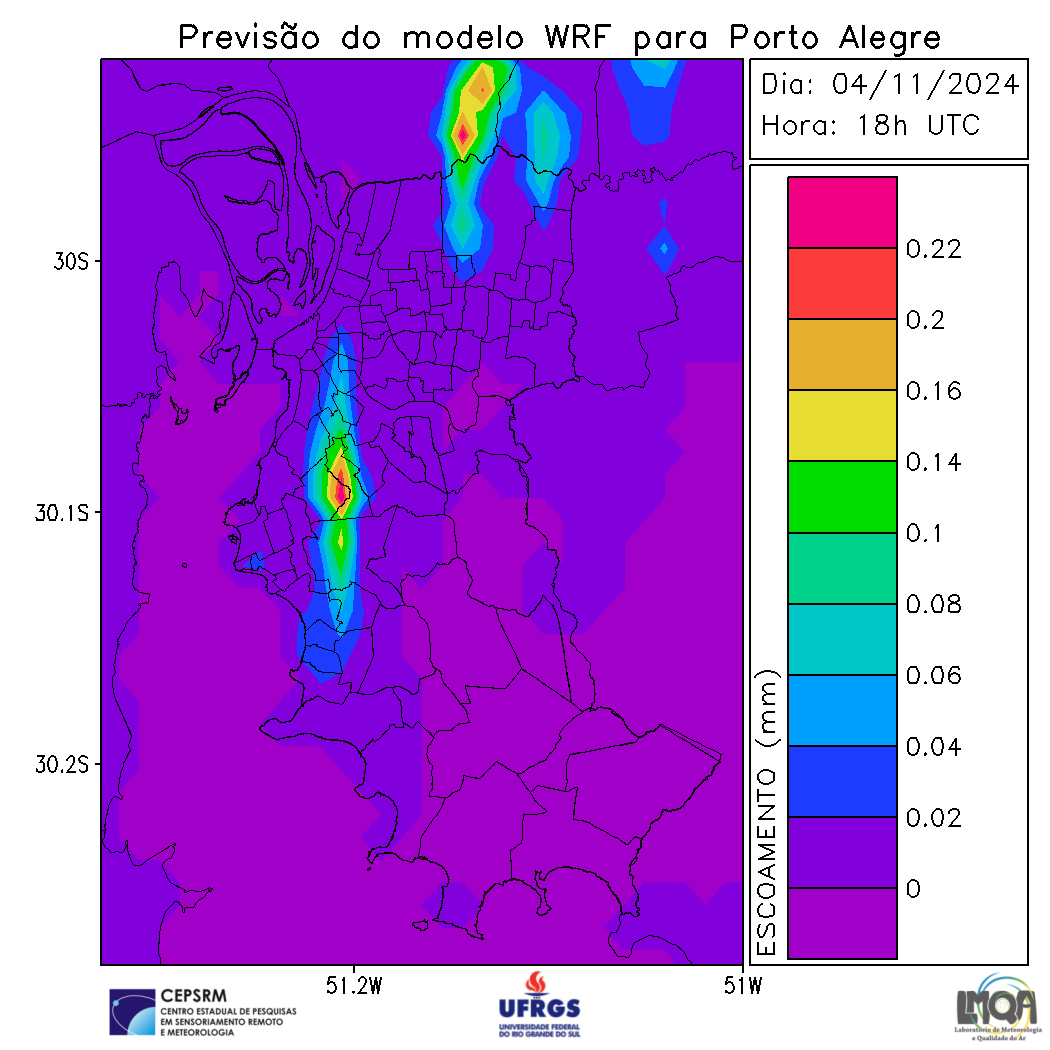 Previsão do modelo WRF para Porto Alegre
Dia: 04/11/2024
Hora: 18h UTC
30S
30.1S
30.2S
51.2W
51W
ESCOAMENTO (mm)
0.22
0.2
0.16
0.14
0.1
0.08
0.06
0.04
0.02
0
CEPSRM
CENTRO ESTADUAL DE PESQUISAS
EM SENSORIAMENTO REMOTO
E METEOROLOGIA
UFRGS
UNIVERSIDADE FEDERAL
DO RIO GRANDE DO SUL
LMQA
Laboratório de Meteorologia
e Qualidade do Ar